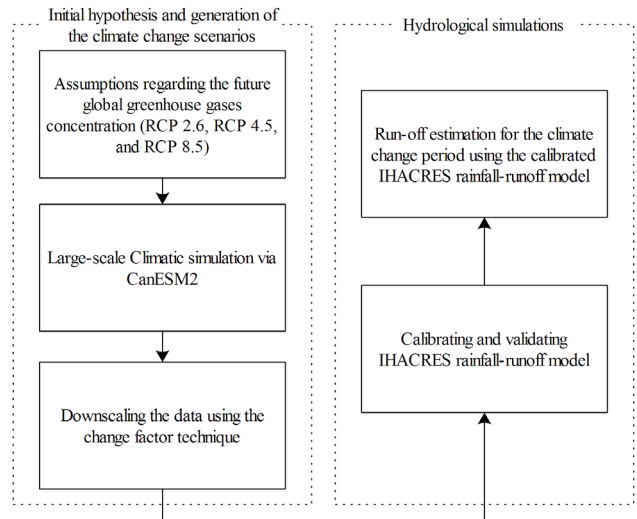 Initial hypothesis and generation of
the climate change scenarios
Assumptions regarding the future
global greenhouse gases
concentration (RCP 2.6, RCP 4.5,
and RCP 8.5)
Large-scale Climatic simulation via
CanESM2
Downscaling the data using the
change factor technique
Hydrological simulations
Run-off estimation for the climate
change period using the calibrated
IHACRES rainfall-runoff model
Calibrating and validating
IHACRES rainfall-runoff model